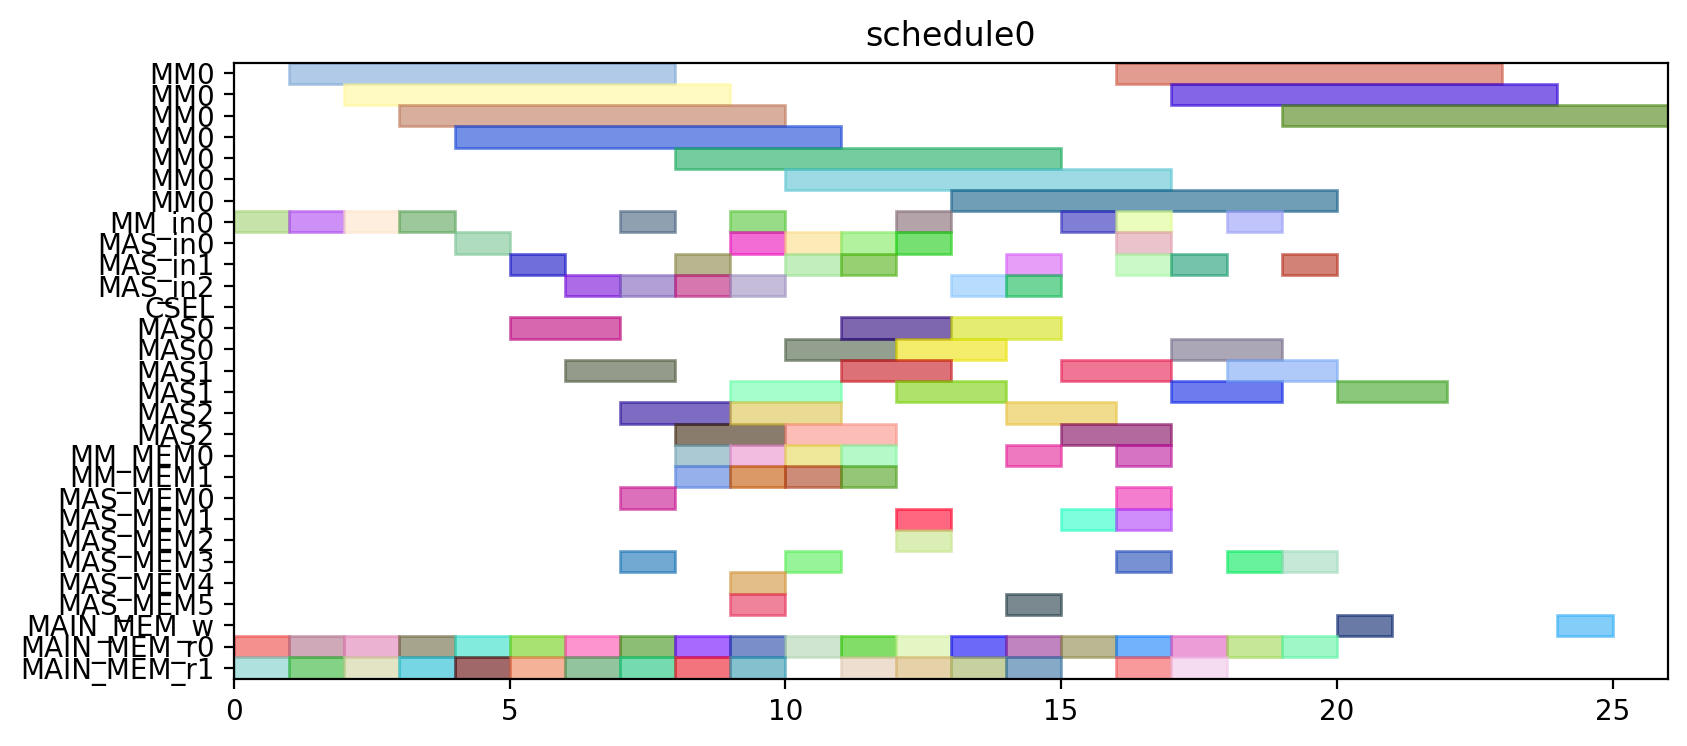 schedule0
MM0
MM0
MM0
MM0
MM0
MM0
MM0
MM_in0
MAS_in0
MAS_in1
MAS_in2
CSEL
MAS0
MAS0
MAS1
MAS1
MAS2
MAS2
MM_MEM0
MM_MEM1
MAS_MEM0
MAS_MEM1
MAS_MEM2
MAS_MEM3
MAS_MEM4
MAS_MEM5
MAIN_MEM_w
MAIN_MEM_r0
MAIN_MEM_r1
0 5 10 15 20 25